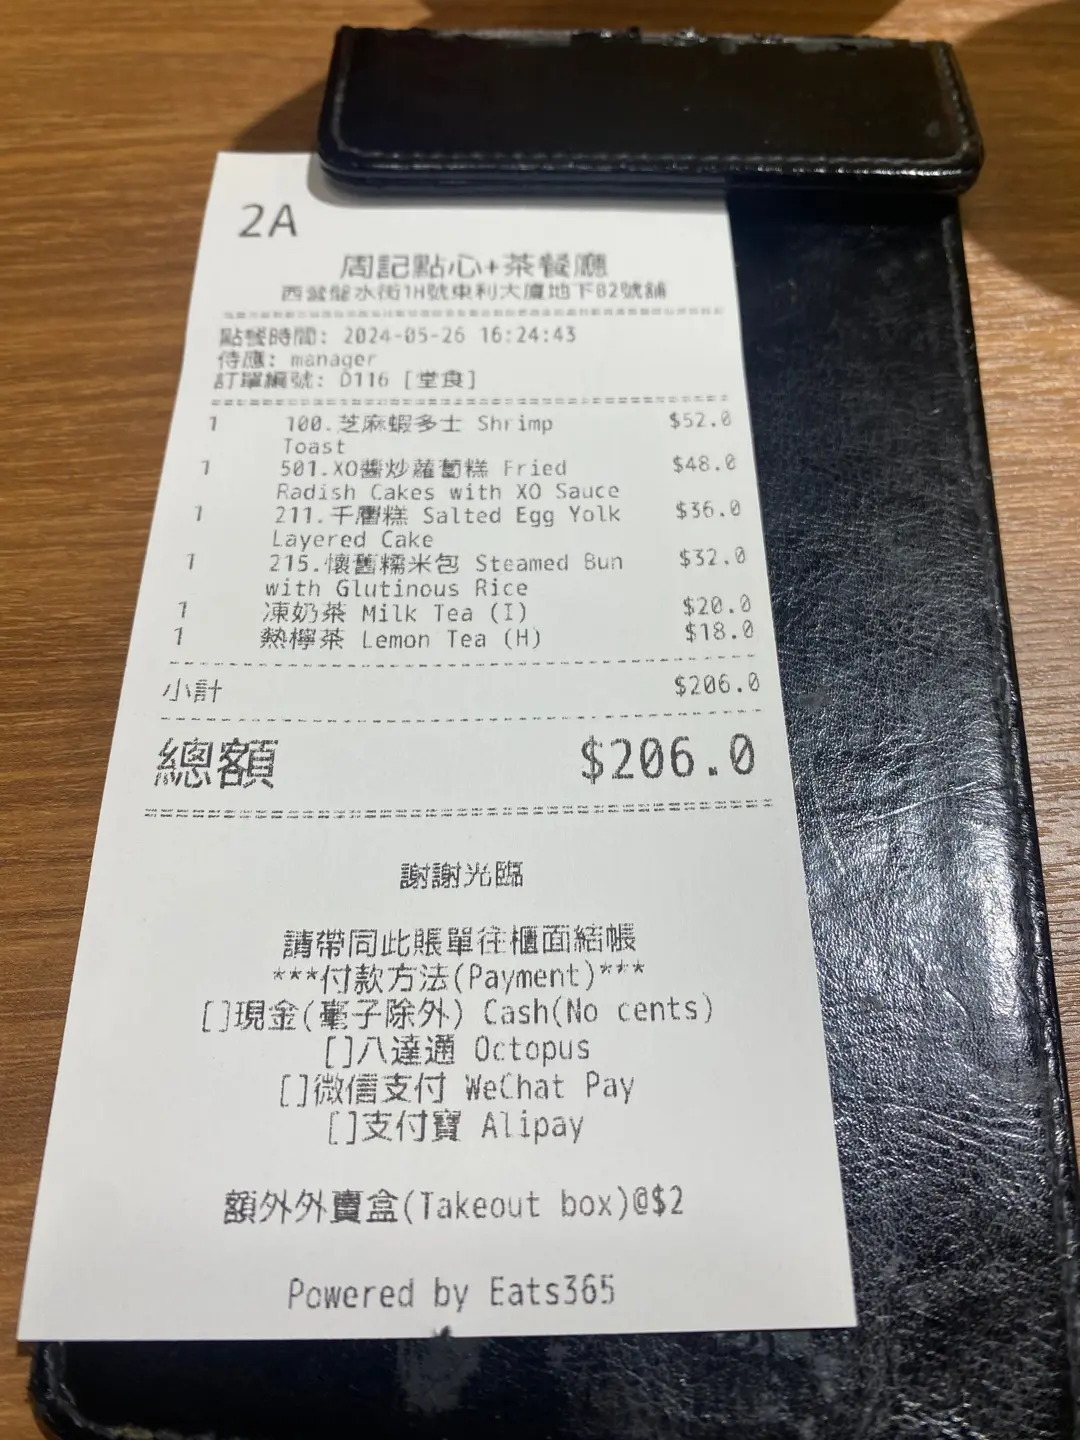 2A
周記點心+茶餐廳
西營盤水街1H號東利大廈地下B2號舖
點餐時間: 2024-05-26 16:24:43
侍應: manager
訂單編號: D116 [堂食]
1 100.芝麻蝦多士 Shrimp $52.0
Toast
1 501.XO醬炒蘿蔔糕 Fried $48.0
Radish Cakes with XO Sauce
1 211.千層糕 Salted Egg Yolk $36.0
Layered Cake
1 215.懷舊糯米包 Steamed Bun $32.0
with Glutinous Rice
1 凍奶茶 Milk Tea (I) $20.0
1 熱檸茶 Lemon Tea (H) $18.0
小計 $206.0
總額 $206.0
謝謝光臨
請帶同此賬單往櫃面結帳
***付款方法(Payment)***
[]現金(毫子除外) Cash(No cents)
[]八達通 Octopus
[]微信支付 WeChat Pay
[]支付寶 Alipay
額外外賣盒(Takeout box)@$2
Powered by Eats365